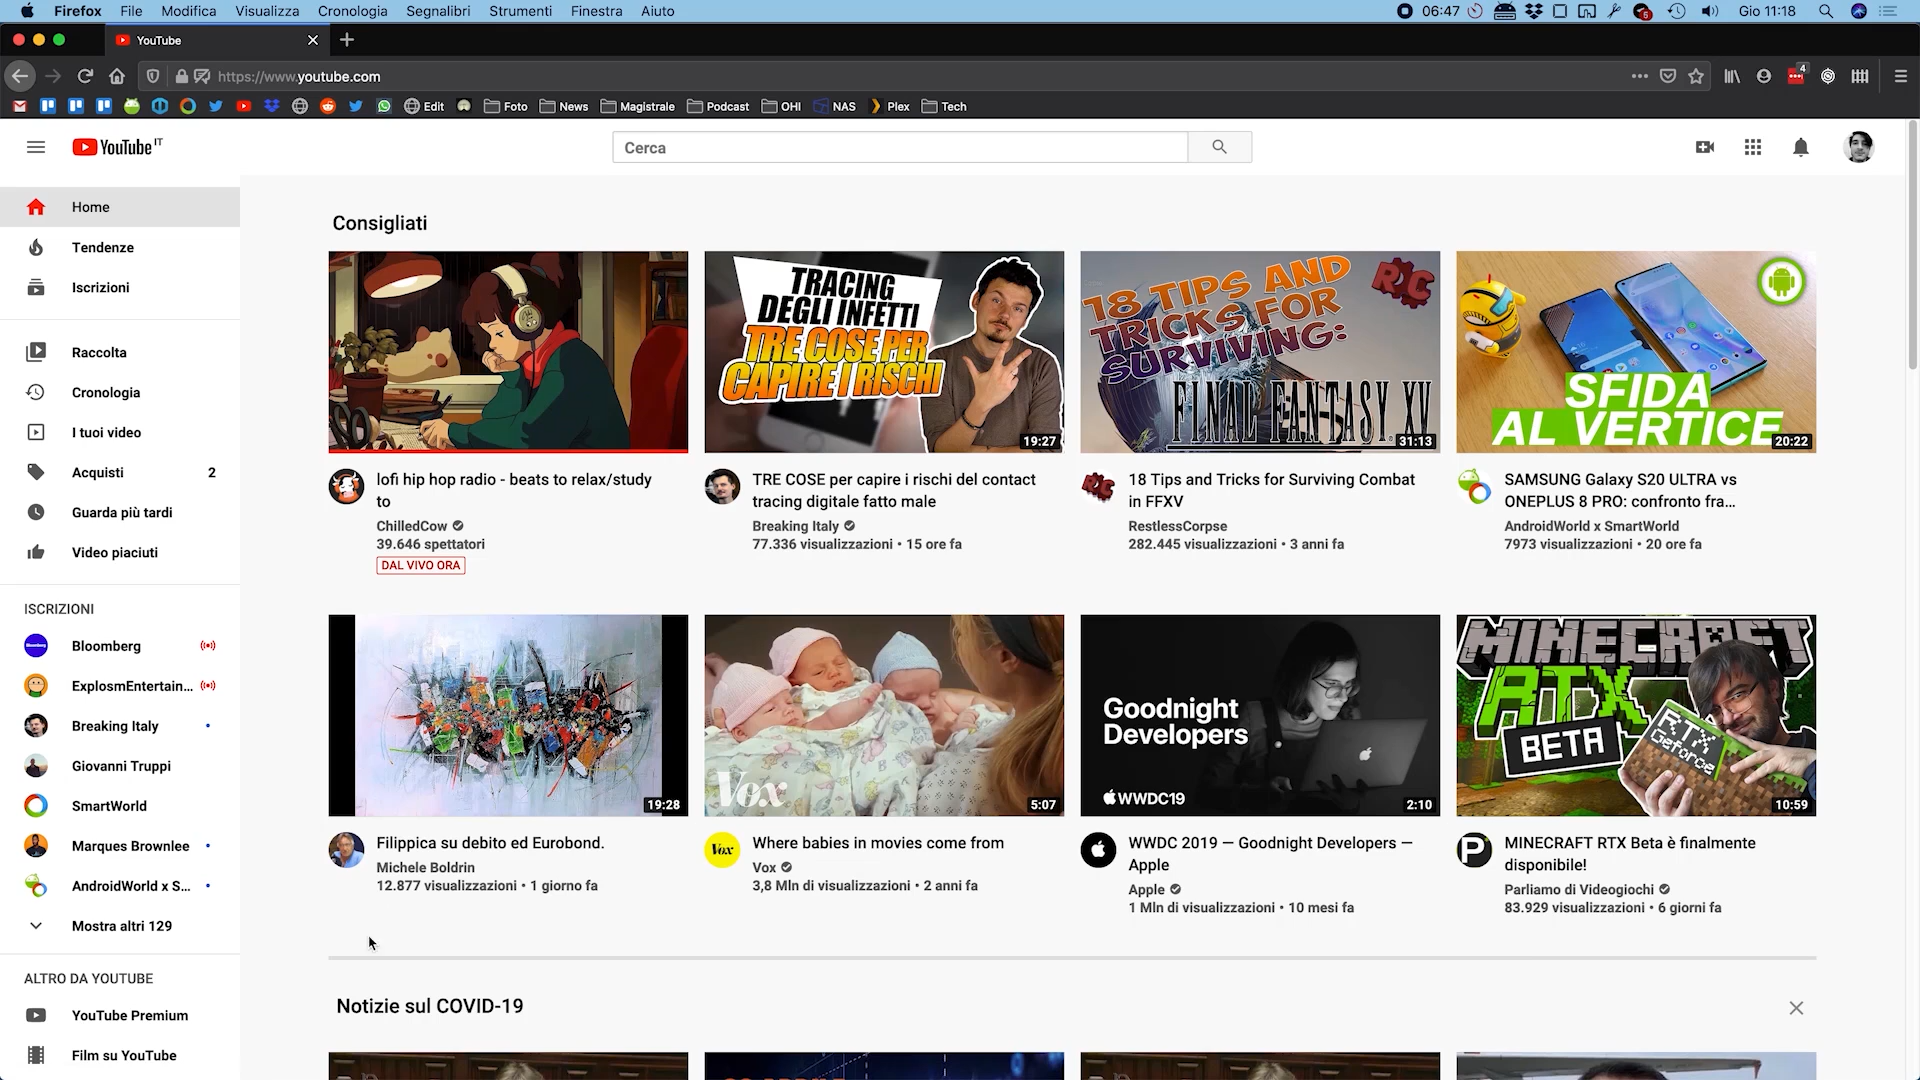 Firefox File Modifica Visualizza Cronologia Segnalibri Strumenti Finestra Aiuto 06:47 Gio 11:18
YouTube
https://www.youtube.com
4
Edit Foto News Magistrale Podcast OHI NAS Plex Tech
YouTube IT
Cerca
Home
Tendenze
Iscrizioni
Raccolta
Cronologia
I tuoi video
Acquisti 2
Guarda più tardi
Video piaciuti
ISCRIZIONI
Bloomberg
ExplosmEntertain...
Breaking Italy
Giovanni Truppi
SmartWorld
Marques Brownlee
AndroidWorld x S...
Mostra altri 129
ALTRO DA YOUTUBE
YouTube Premium
Film su YouTube
Consigliati
lofi hip hop radio - beats to relax/study
to
ChilledCow
39.646 spettatori
DAL VIVO ORA
TRACING
DEGLI INFETTI
TRE COSE PER
CAPIRE I RISCHI
19:27
TRE COSE per capire i rischi del contact
tracing digitale fatto male
Breaking Italy
77.336 visualizzazioni • 15 ore fa
18 TIPS AND
TRICKS FOR
SURVIVING:
FINAL FANTASY XV
RC
31:13
18 Tips and Tricks for Surviving Combat
in FFXV
RestlessCorpse
282.445 visualizzazioni • 3 anni fa
SFIDA
AL VERTICE
20:22
SAMSUNG Galaxy S20 ULTRA vs
ONEPLUS 8 PRO: confronto fra...
AndroidWorld x SmartWorld
7973 visualizzazioni • 20 ore fa
19:28
Filippica su debito ed Eurobond.
Michele Boldrin
12.877 visualizzazioni • 1 giorno fa
Vox
5:07
Vox
Where babies in movies come from
Vox
3,8 Mln di visualizzazioni • 2 anni fa
Goodnight
Developers
WWDC19
2:10
WWDC 2019 — Goodnight Developers —
Apple
Apple
1 Mln di visualizzazioni • 10 mesi fa
MINECRAFT
RTX
BETA
RTX
GeForce
10:59
MINECRAFT RTX Beta è finalmente
disponibile!
Parliamo di Videogiochi
83.929 visualizzazioni • 6 giorni fa
Notizie sul COVID-19